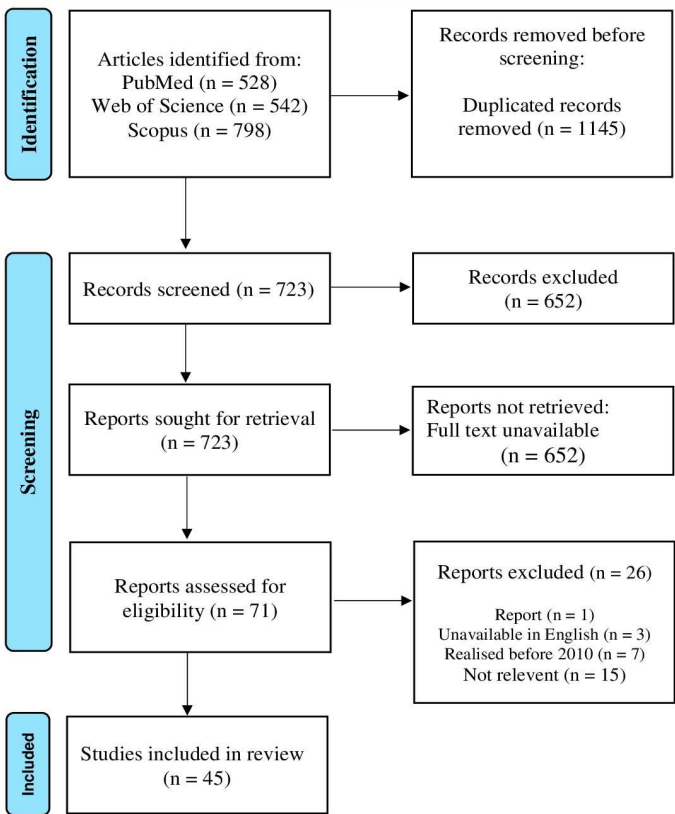 Identification
Articles identified from:
PubMed (n = 528)
Web of Science (n = 542)
Scopus (n = 798)
Records removed before
screening:
Duplicated records
removed (n = 1145)
Screening
Records screened (n = 723)
Records excluded
(n = 652)
Reports sought for retrieval
(n = 723)
Reports not retrieved:
Full text unavailable
(n = 652)
Reports assessed for
eligibility (n = 71)
Reports excluded (n = 26)
Report (n = 1)
Unavailable in English (n = 3)
Realised before 2010 (n = 7)
Not relevent (n = 15)
Included
Studies included in review
(n = 45)